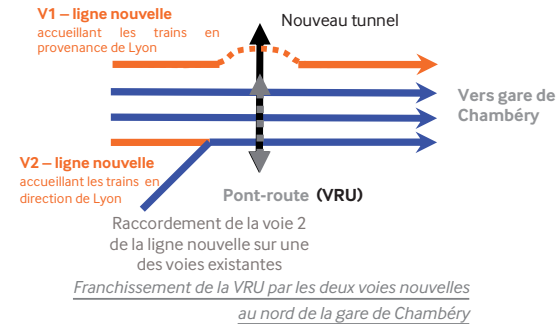 V1 – ligne nouvelle
accueillant les trains en
provenance de Lyon
Nouveau tunnel
Vers gare de
Chambéry
V2 – ligne nouvelle
accueillant les trains en
direction de Lyon
Pont-route (VRU)
Raccordement de la voie 2
de la ligne nouvelle sur une
des voies existantes
Franchissement de la VRU par les deux voies nouvelles
au nord de la gare de Chambéry